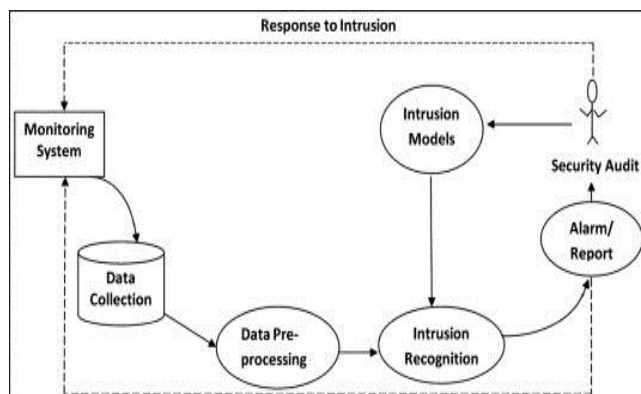 Response to Intrusion
Monitoring
System
Intrusion
Models
Security Audit
Alarm/
Report
Data
Collection
Data Pre-
processing
Intrusion
Recognition